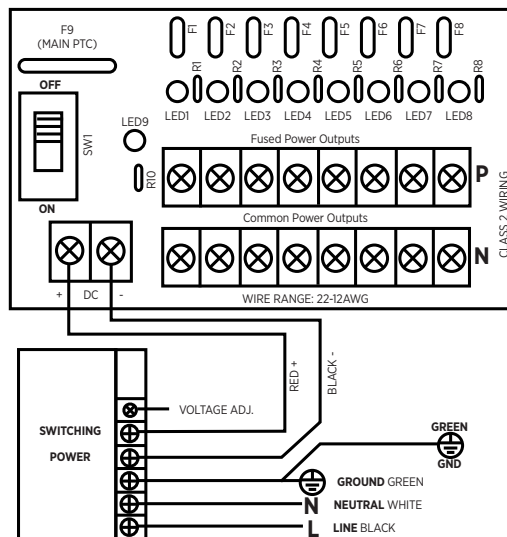 F9
(MAIN PTC)
F1 F2 F3 F4 F5 F6 F7 F8
OFF
R1 R2 R3 R4 R5 R6 R7 R8
LED1 LED2 LED3 LED4 LED5 LED6 LED7 LED8
LED9
SW1
Fused Power Outputs
R10
P
ON
Common Power Outputs
N
CLASS 2 WIRING
+ DC -
WIRE RANGE: 22-12AWG
RED +
BLACK -
VOLTAGE ADJ.
SWITCHING
POWER
GREEN
GND
GROUND GREEN
N NEUTRAL WHITE
L LINE BLACK